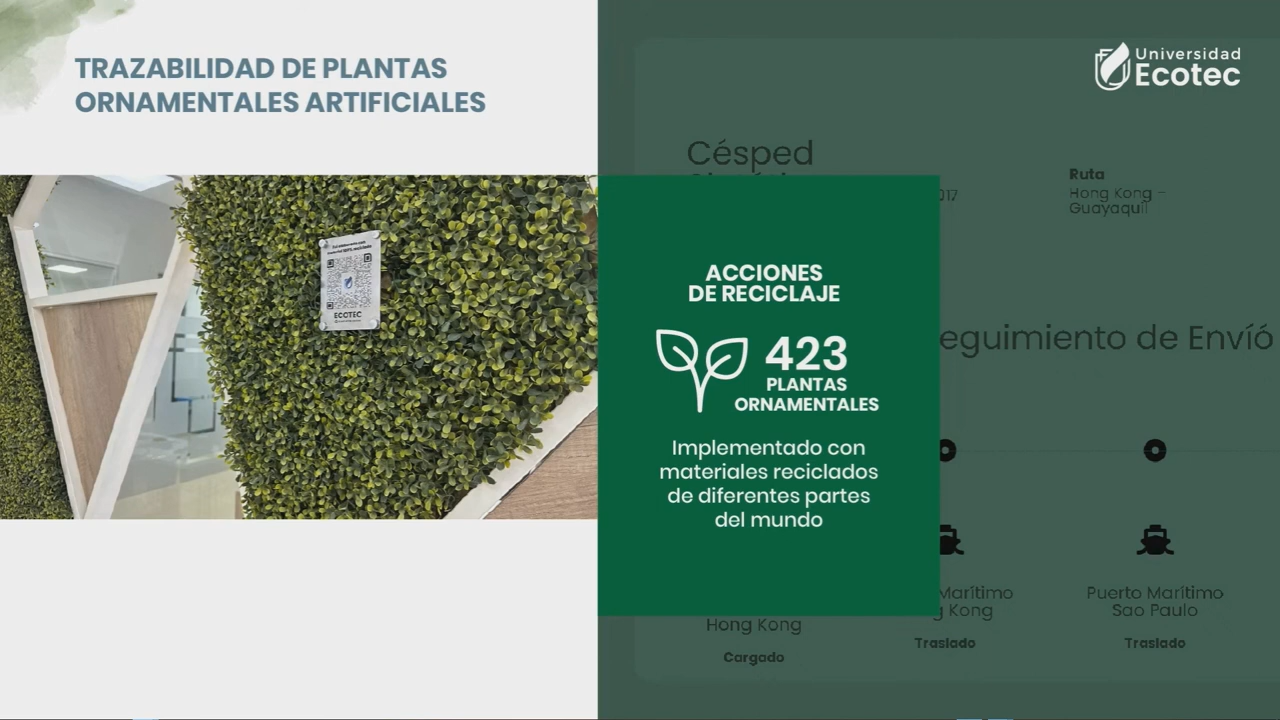 TRAZABILIDAD DE PLANTAS
ORNAMENTALES ARTIFICIALES
Universidad
Ecotec
Césped
Ruta
Hong Kong –
Guayaquil
ECOTEC
ACCIONES
DE RECICLAJE
423
PLANTAS
ORNAMENTALES
Implementado con
materiales reciclados
de diferentes partes
del mundo
eguimiento de Envíó
Marítimo
Kong
Traslado
Puerto Marítimo
Sao Paulo
Traslado
Hong Kong
Cargado